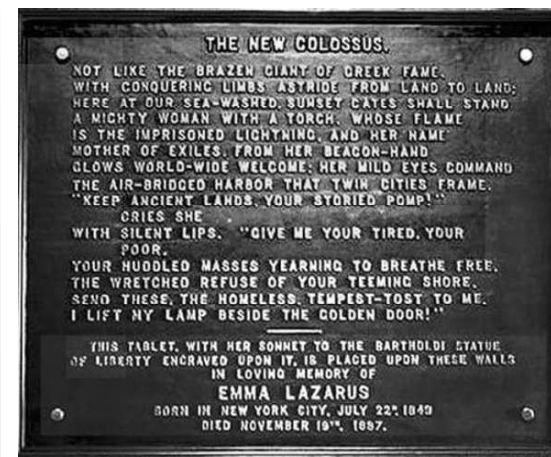 THE NEW COLOSSUS.
NOT LIKE THE BRAZEN GIANT OF GREEK FAME,
WITH CONQUERING LIMBS ASTRIDE FROM LAND TO LAND;
HERE AT OUR SEA-WASHED, SUNSET GATES SHALL STAND
A MIGHTY WOMAN WITH A TORCH, WHOSE FLAME
IS THE IMPRISONED LIGHTNING, AND HER NAME
MOTHER OF EXILES. FROM HER BEACON-HAND
GLOWS WORLD-WIDE WELCOME; HER MILD EYES COMMAND
THE AIR-BRIDGED HARBOR THAT TWIN CITIES FRAME.
"KEEP ANCIENT LANDS, YOUR STORIED POMP!"
CRIES SHE
WITH SILENT LIPS. "GIVE ME YOUR TIRED, YOUR
POOR,
YOUR HUDDLED MASSES YEARNING TO BREATHE FREE,
THE WRETCHED REFUSE OF YOUR TEEMING SHORE.
SEND THESE, THE HOMELESS, TEMPEST-TOST TO ME.
I LIFT MY LAMP BESIDE THE GOLDEN DOOR!"
THIS TABLET, WITH HER SONNET TO THE BARTHOLDI STATUE
OF LIBERTY ENGRAVED UPON IT, IS PLACED UPON THESE WALLS
IN LOVING MEMORY OF
EMMA LAZARUS
BORN IN NEW YORK CITY, JULY 22ᴰ, 1849
DIED NOVEMBER 19TH, 1887.